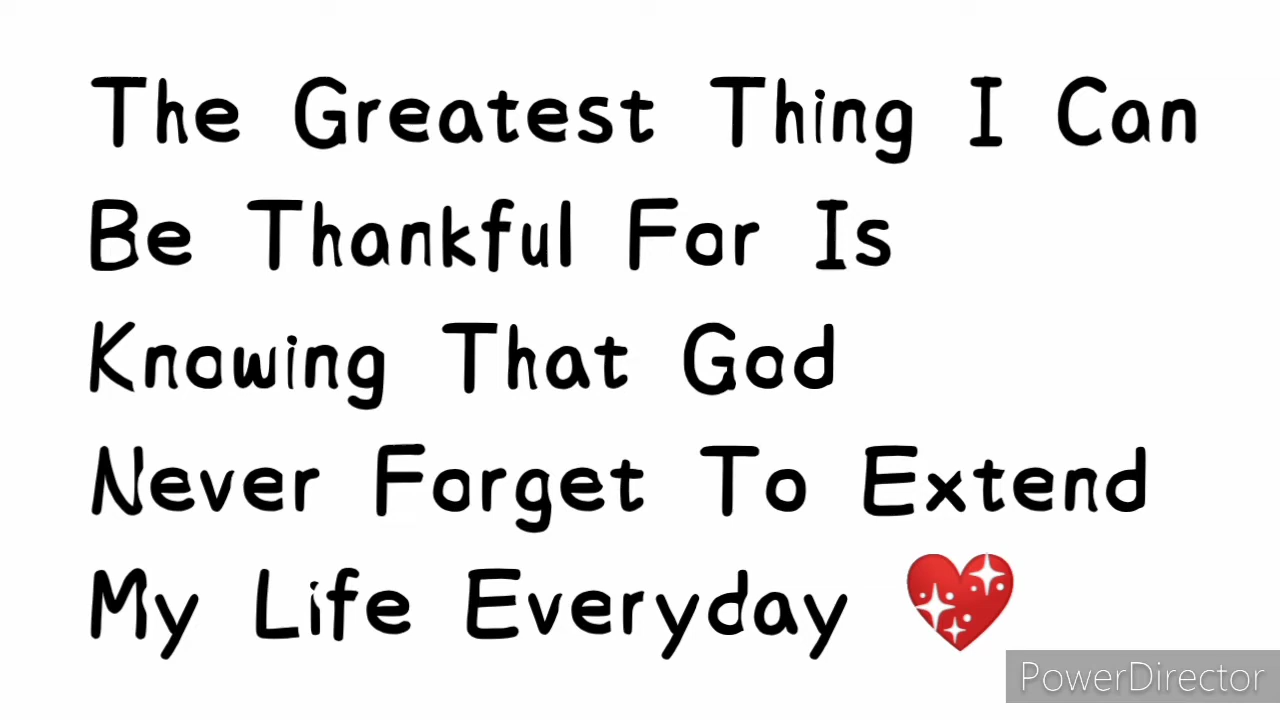 The Greatest Thing I Can
Be Thankful For Is
Knowing That God
Never Forget To Extend
My Life Everyday 💖
PowerDirector